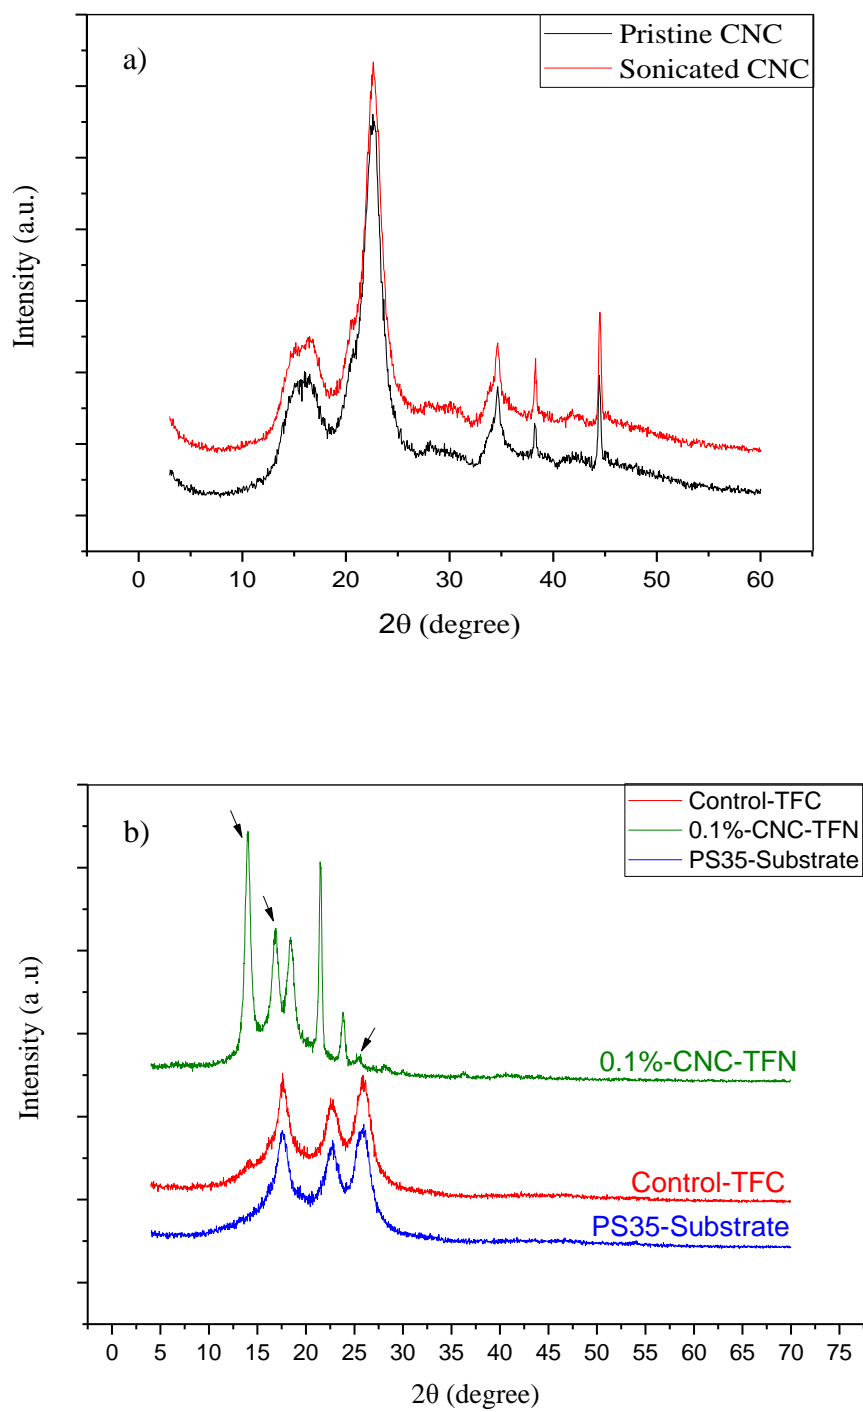 a)
Pristine CNC
Sonicated CNC
Intensity (a.u.)
0 10 20 30 40 50 60
2θ (degree)
b)
Control-TFC
0.1%-CNC-TFN
PS35-Substrate
Intensity (a .u)
0.1%-CNC-TFN
Control-TFC
PS35-Substrate
0 5 10 15 20 25 30 35 40 45 50 55 60 65 70 75
2θ (degree)